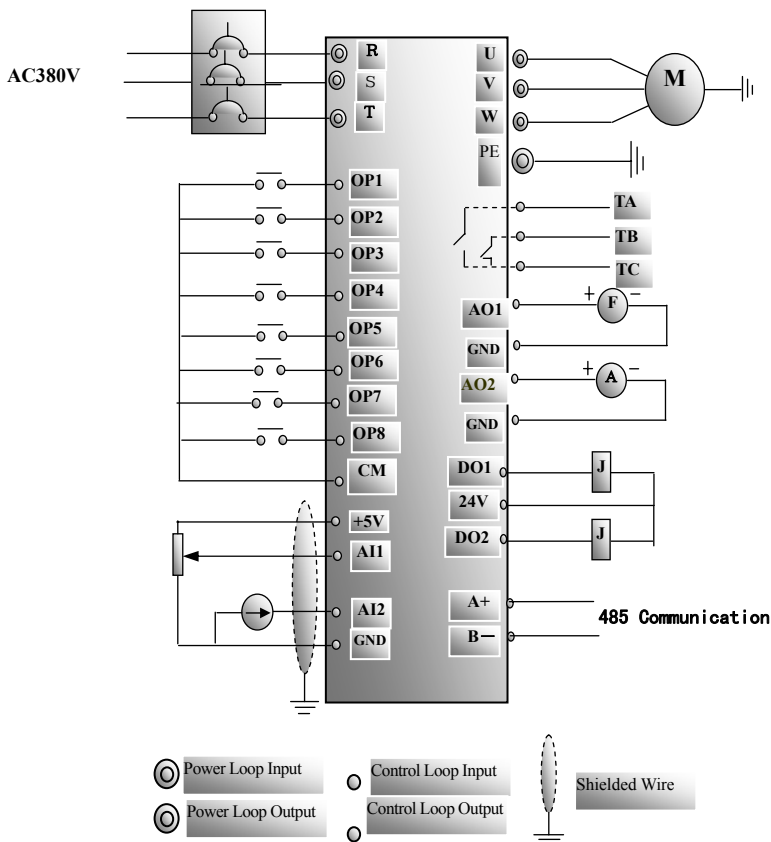 AC380V
R
S
T
U
V
W
PE
M
OP1
OP2
OP3
OP4
OP5
OP6
OP7
OP8
CM
+5V
AI1
AI2
GND
TA
TB
TC
AO1
+ F −
GND
AO2
+ A −
GND
DO1
J
24V
DO2
J
A+
B−
485 Communication
Power Loop Input
Control Loop Input
Shielded Wire
Power Loop Output
Control Loop Output